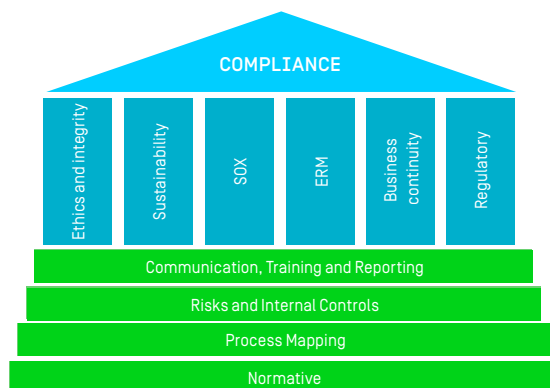 COMPLIANCE
Ethics and integrity
Sustainability
SOX
ERM
Business
continuity
Regulatory
Communication, Training and Reporting
Risks and Internal Controls
Process Mapping
Normative